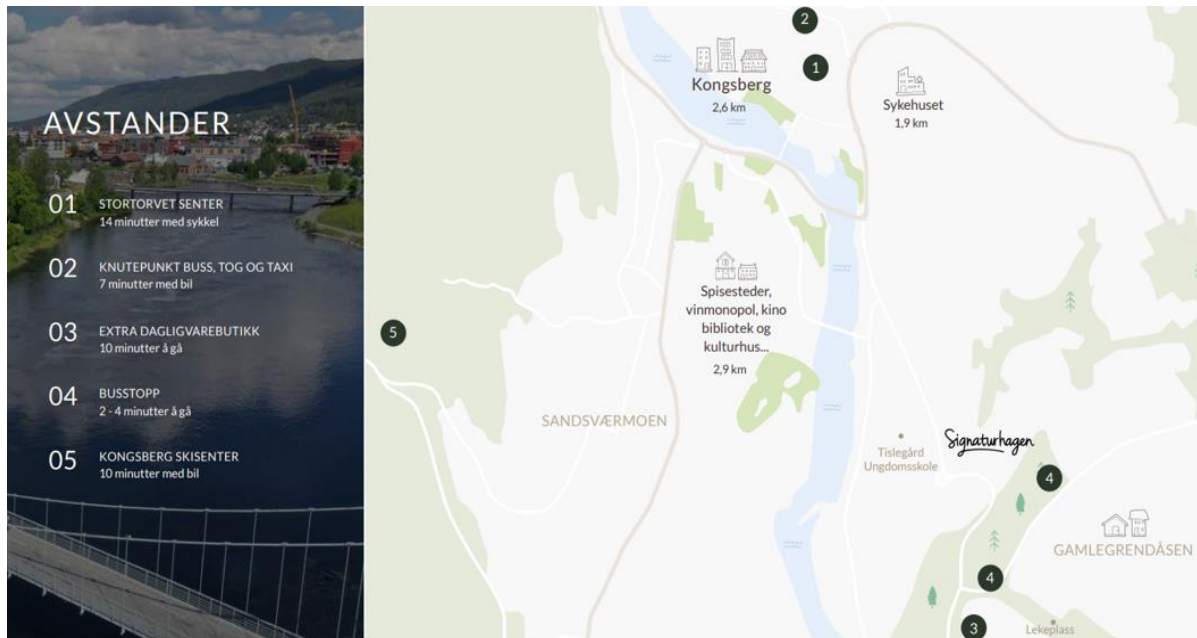 AVSTANDER
01
STORTORVET SENTER
14 minutter med sykkel
02
KNUTEPUNKT BUSS, TOG OG TAXI
7 minutter med bil
03
EXTRA DAGLIGVAREBUTIKK
10 minutter å gå
04
BUSSTOPP
2 - 4 minutter å gå
05
KONGSBERG SKISENTER
10 minutter med bil
2
1
Kongsberg
2,6 km
Sykehuset
1,9 km
Spisesteder,
vinmonopol, kino
bibliotek og
kulturhus...
2,9 km
5
SANDSVÆRMOEN
Tislegård
Ungdomsskole
Signaturhagen
4
GAMLEGRENDÅSEN
4
3
Lekeplass